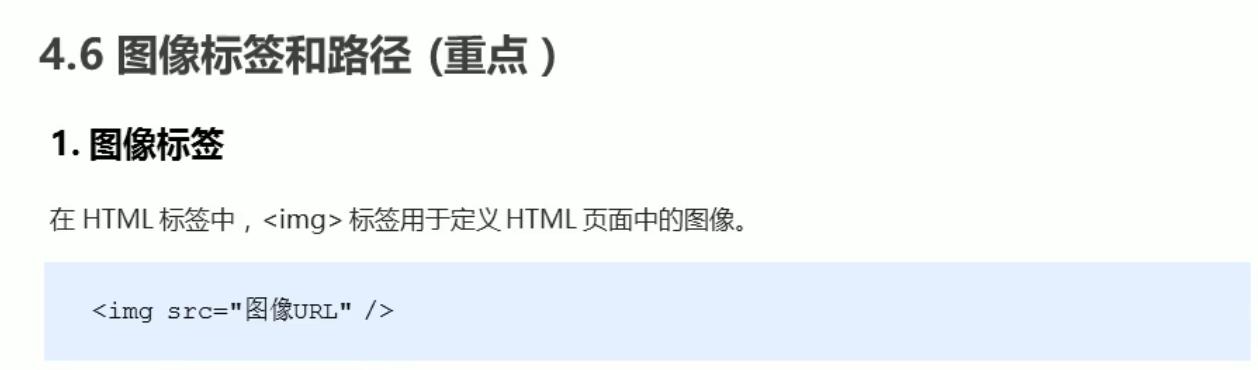 4.6 图像标签和路径 (重点 )
1. 图像标签
在 HTML 标签中，<img> 标签用于定义 HTML 页面中的图像。
<img src="图像URL" />